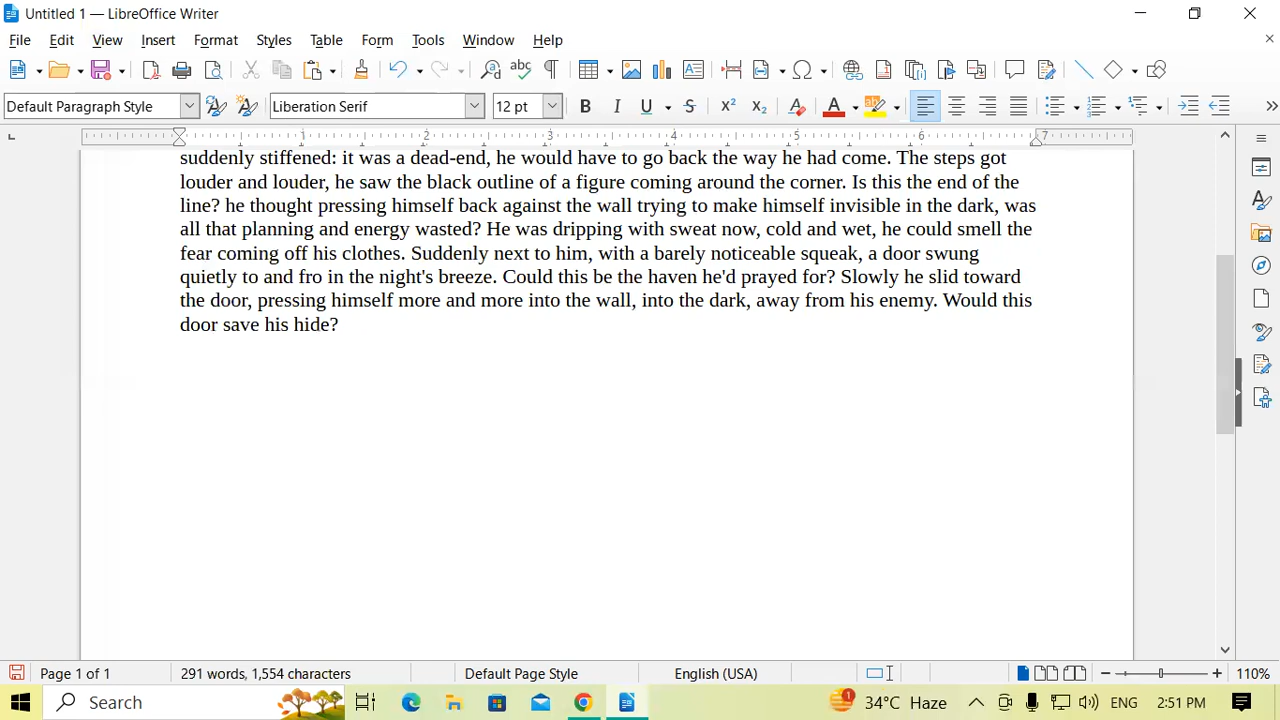 Untitled 1 — LibreOffice Writer
File Edit View Insert Format Styles Table Form Tools Window Help
Default Paragraph Style Liberation Serif 12 pt
1 2 3 4 5 6 7
suddenly stiffened: it was a dead-end, he would have to go back the way he had come. The steps got
louder and louder, he saw the black outline of a figure coming around the corner. Is this the end of the
line? he thought pressing himself back against the wall trying to make himself invisible in the dark, was
all that planning and energy wasted? He was dripping with sweat now, cold and wet, he could smell the
fear coming off his clothes. Suddenly next to him, with a barely noticeable squeak, a door swung
quietly to and fro in the night's breeze. Could this be the haven he'd prayed for? Slowly he slid toward
the door, pressing himself more and more into the wall, into the dark, away from his enemy. Would this
door save his hide?
Page 1 of 1 291 words, 1,554 characters Default Page Style English (USA) 110%
Search 1 34°C Haze ENG 2:51 PM